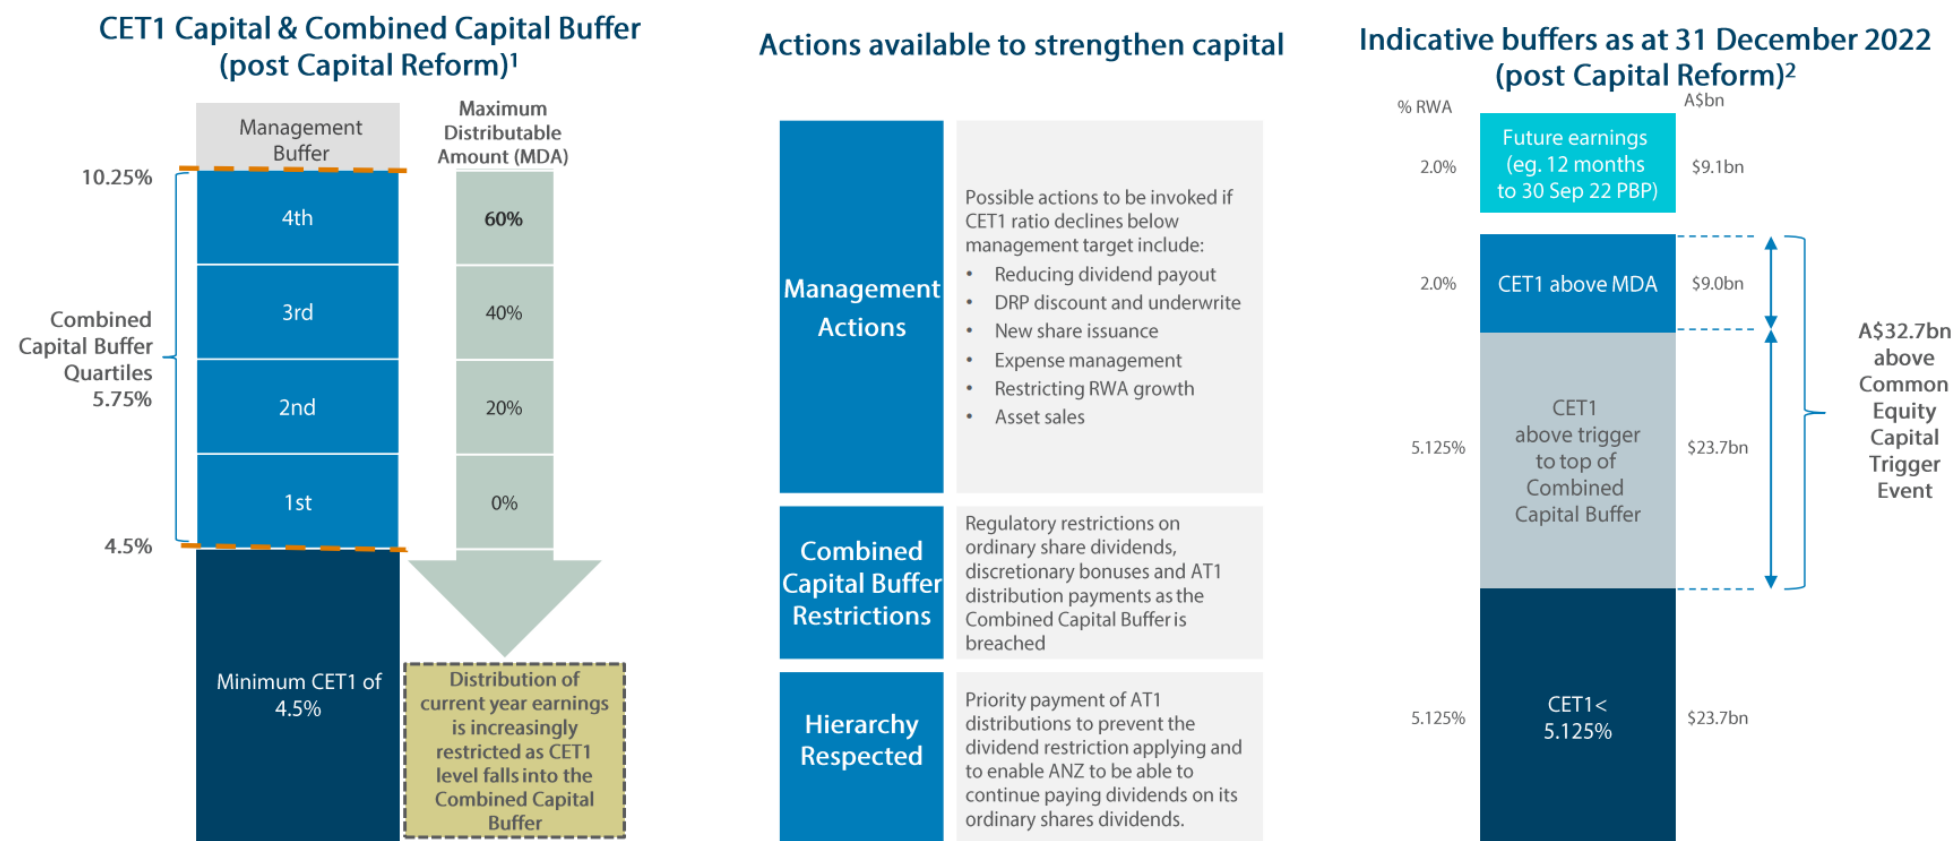 CET1 Capital & Combined Capital Buffer
(post Capital Reform)¹
Management
Buffer
Maximum
Distributable
Amount (MDA)
10.25%
4th
60%
3rd
40%
Combined
Capital Buffer
Quartiles
5.75%
2nd
20%
1st
0%
4.5%
Minimum CET1 of
4.5%
Distribution of
current year earnings
is increasingly
restricted as CET1
level falls into the
Combined Capital
Buffer
Actions available to strengthen capital
Management
Actions
Possible actions to be invoked if
CET1 ratio declines below
management target include:
• Reducing dividend payout
• DRP discount and underwrite
• New share issuance
• Expense management
• Restricting RWA growth
• Asset sales
Combined
Capital Buffer
Restrictions
Regulatory restrictions on
ordinary share dividends,
discretionary bonuses and AT1
distribution payments as the
Combined Capital Buffer is
breached
Hierarchy
Respected
Priority payment of AT1
distributions to prevent the
dividend restriction applying and
to enable ANZ to be able to
continue paying dividends on its
ordinary shares dividends.
Indicative buffers as at 31 December 2022
(post Capital Reform)²
% RWA
A$bn
2.0%
Future earnings
(eg. 12 months
to 30 Sep 22 PBP)
$9.1bn
2.0%
CET1 above MDA
$9.0bn
5.125%
CET1
above trigger
to top of
Combined
Capital Buffer
$23.7bn
A$32.7bn
above
Common
Equity
Capital
Trigger
Event
5.125%
CET1<
5.125%
$23.7bn